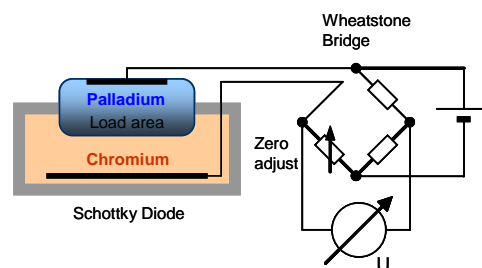 Wheatstone
Bridge
Palladium
Load area
Chromium
Zero
adjust
Schottky Diode
U